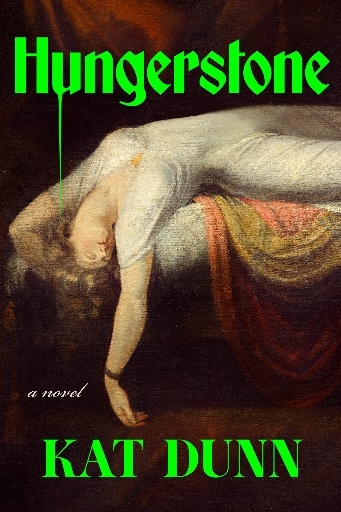 Hungerstone
a novel
KAT DUNN